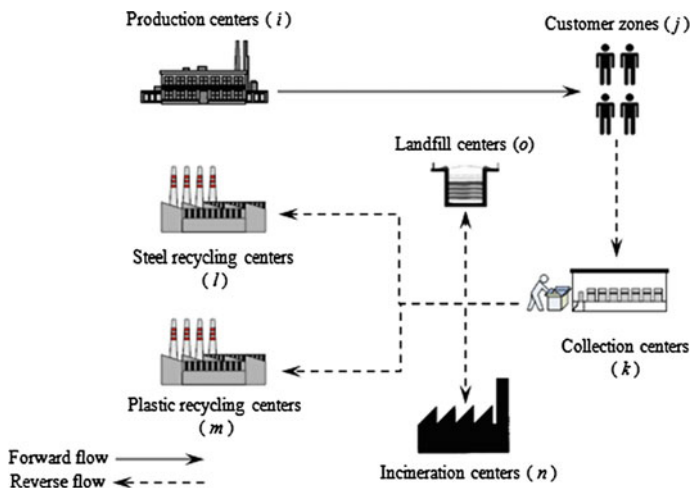 Production centers (i)
Customer zones (j)
Landfill centers (o)
Steel recycling centers
(l)
Collection centers
(k)
Plastic recycling centers
(m)
Incineration centers (n)
Forward flow
Reverse flow